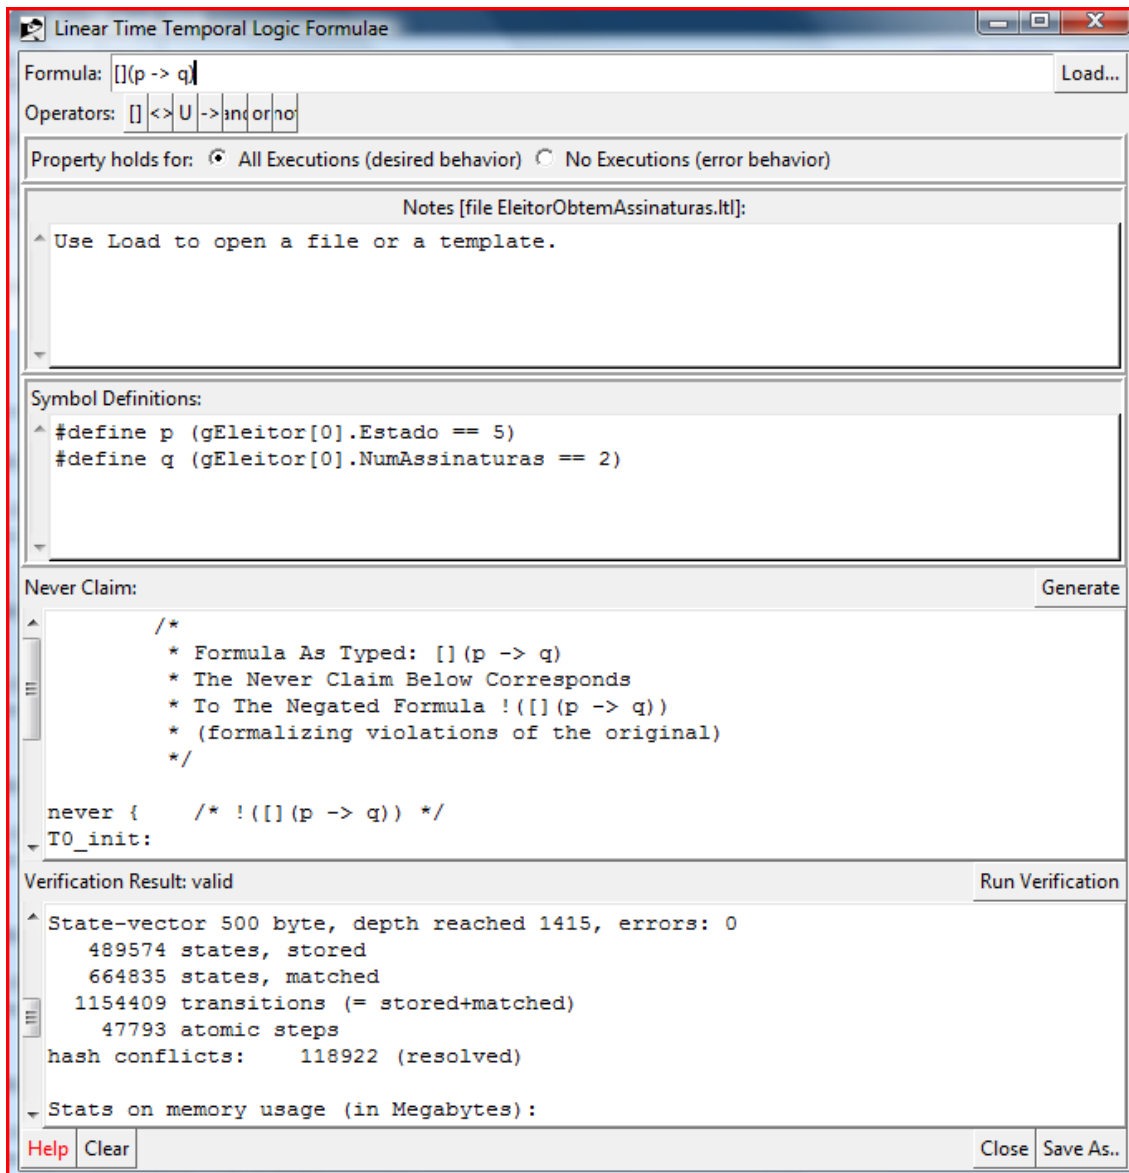 Linear Time Temporal Logic Formulae
Formula: [](p -> q) Load...
Operators: [] <> U -> and or not
Property holds for: All Executions (desired behavior) No Executions (error behavior)
Notes [file EleitorObtemAssinaturas.ltl]:
Use Load to open a file or a template.
Symbol Definitions:
#define p (gEleitor[0].Estado == 5)
#define q (gEleitor[0].NumAssinaturas == 2)
Never Claim: Generate
/*
* Formula As Typed: [](p -> q)
* The Never Claim Below Corresponds
* To The Negated Formula !([](p -> q))
* (formalizing violations of the original)
*/
never { /* !([](p -> q)) */
T0_init:
Verification Result: valid Run Verification
State-vector 500 byte, depth reached 1415, errors: 0
489574 states, stored
664835 states, matched
1154409 transitions (= stored+matched)
47793 atomic steps
hash conflicts: 118922 (resolved)
Stats on memory usage (in Megabytes):
Help Clear Close Save As..